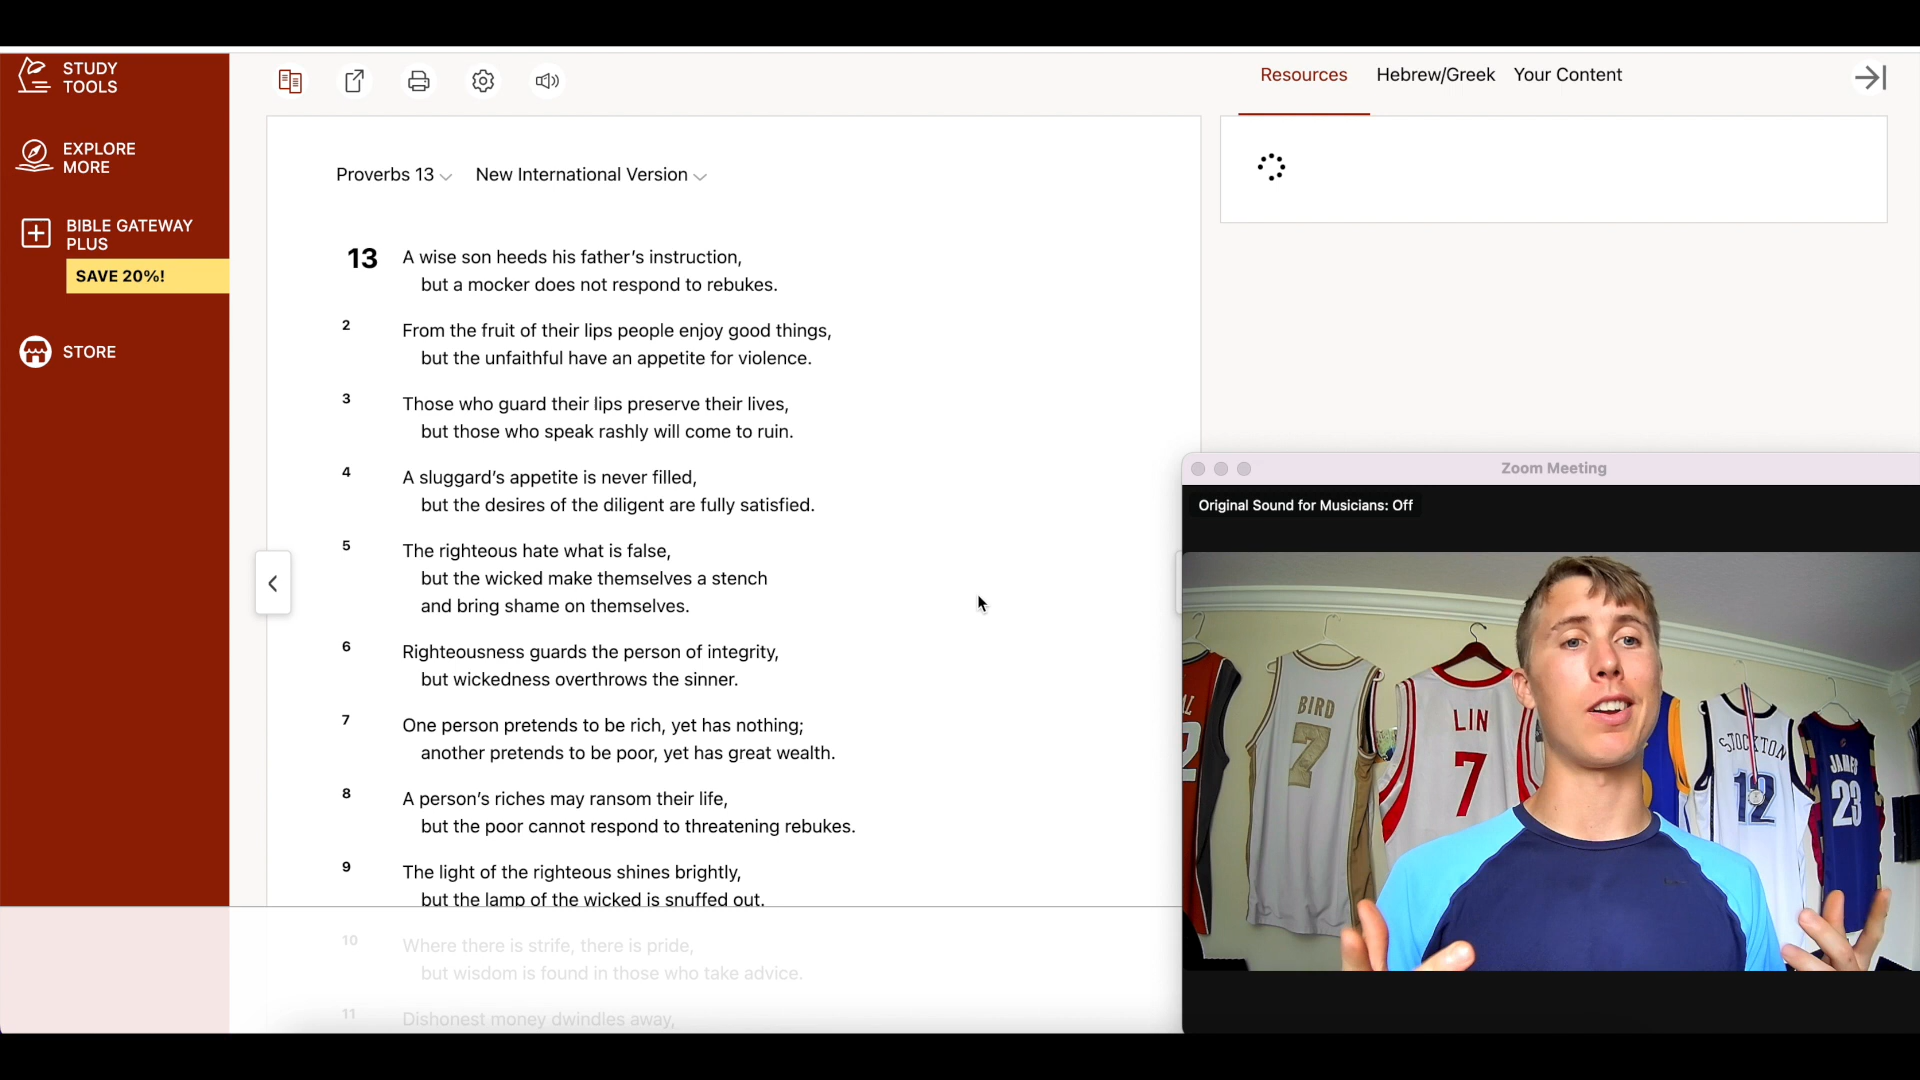 STUDY
TOOLS
EXPLORE
MORE
BIBLE GATEWAY
PLUS
SAVE 20%!
STORE
Resources
Hebrew/Greek
Your Content
Proverbs 13
New International Version
13 A wise son heeds his father’s instruction,
but a mocker does not respond to rebukes.
2 From the fruit of their lips people enjoy good things,
but the unfaithful have an appetite for violence.
3 Those who guard their lips preserve their lives,
but those who speak rashly will come to ruin.
4 A sluggard’s appetite is never filled,
but the desires of the diligent are fully satisfied.
5 The righteous hate what is false,
but the wicked make themselves a stench
and bring shame on themselves.
6 Righteousness guards the person of integrity,
but wickedness overthrows the sinner.
7 One person pretends to be rich, yet has nothing;
another pretends to be poor, yet has great wealth.
8 A person’s riches may ransom their life,
but the poor cannot respond to threatening rebukes.
9 The light of the righteous shines brightly,
but the lamp of the wicked is snuffed out.
10 Where there is strife, there is pride,
but wisdom is found in those who take advice.
11 Dishonest money dwindles away,
Zoom Meeting
Original Sound for Musicians: Off
BIRD
7
LIN
7
STOCKTON
12
JAMES
23